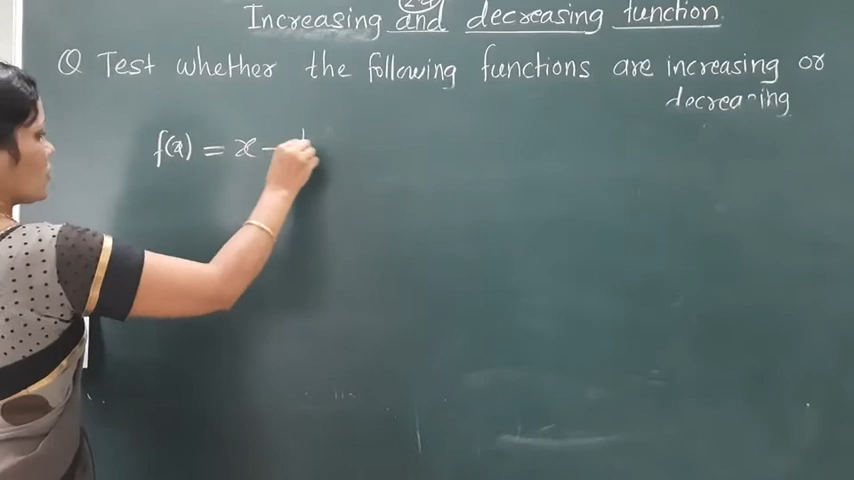 Increasing and decreasing function
Q Test whether the following functions are increasing or
decreasing
f(x) = x -